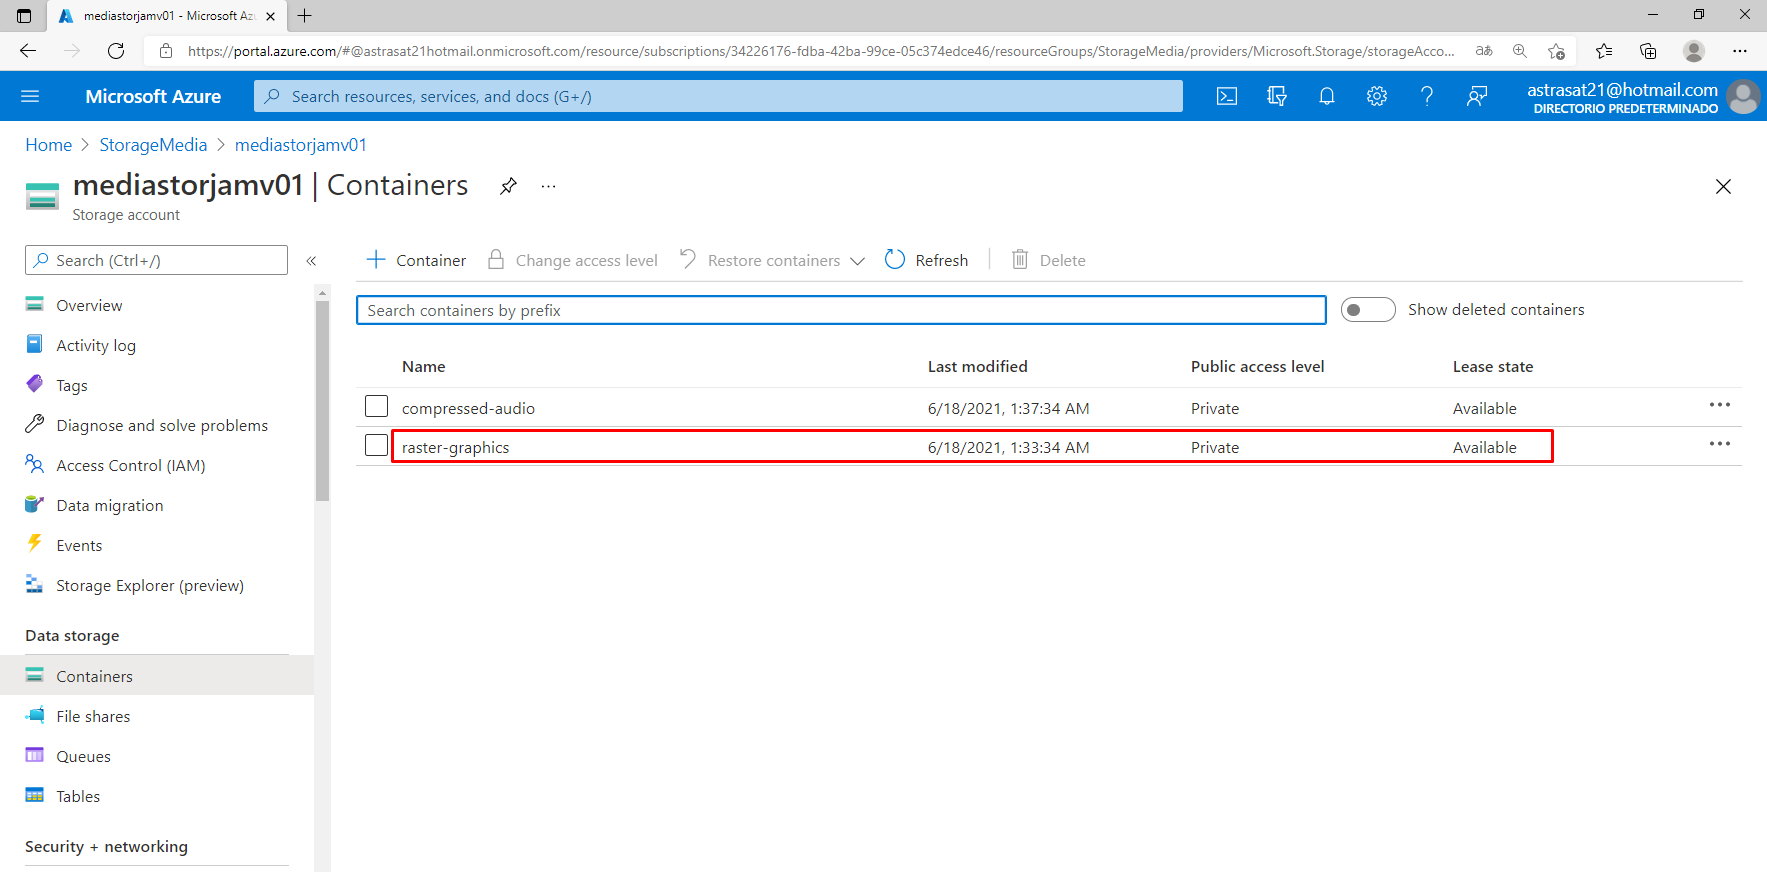 mediastorjamv01 - Microsoft Az
https://portal.azure.com/#@astrasat21hotmail.onmicrosoft.com/resource/subscriptions/34226176-fdba-42ba-99ce-05c374edce46/resourceGroups/StorageMedia/providers/Microsoft.Storage/storageAcco...
aあ
Microsoft Azure
Search resources, services, and docs (G+/)
astrasat21@hotmail.com
DIRECTORIO PREDETERMINADO
Home > StorageMedia > mediastorjamv01
mediastorjamv01 | Containers
Storage account
Search (Ctrl+/)
Overview
Activity log
Tags
Diagnose and solve problems
Access Control (IAM)
Data migration
Events
Storage Explorer (preview)
Data storage
Containers
File shares
Queues
Tables
Security + networking
Container Change access level Restore containers Refresh Delete
Search containers by prefix
Show deleted containers
Name Last modified Public access level Lease state
compressed-audio 6/18/2021, 1:37:34 AM Private Available
raster-graphics 6/18/2021, 1:33:34 AM Private Available